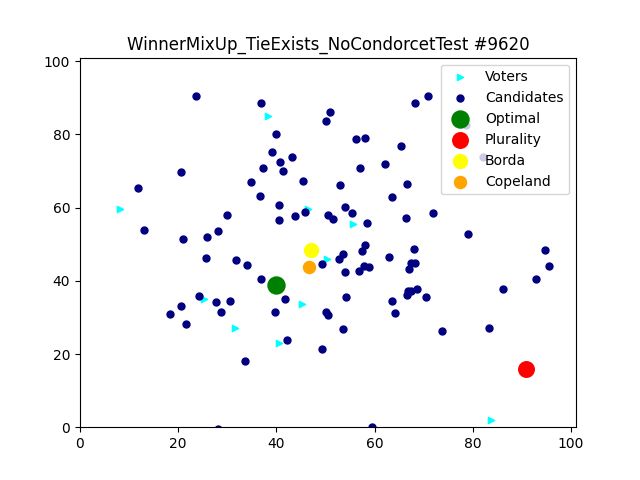 WinnerMixUp_TieExists_NoCondorcetTest #9620
100
80
60
40
20
0
0 20 40 60 80 100
Voters
Candidates
Optimal
Plurality
Borda
Copeland